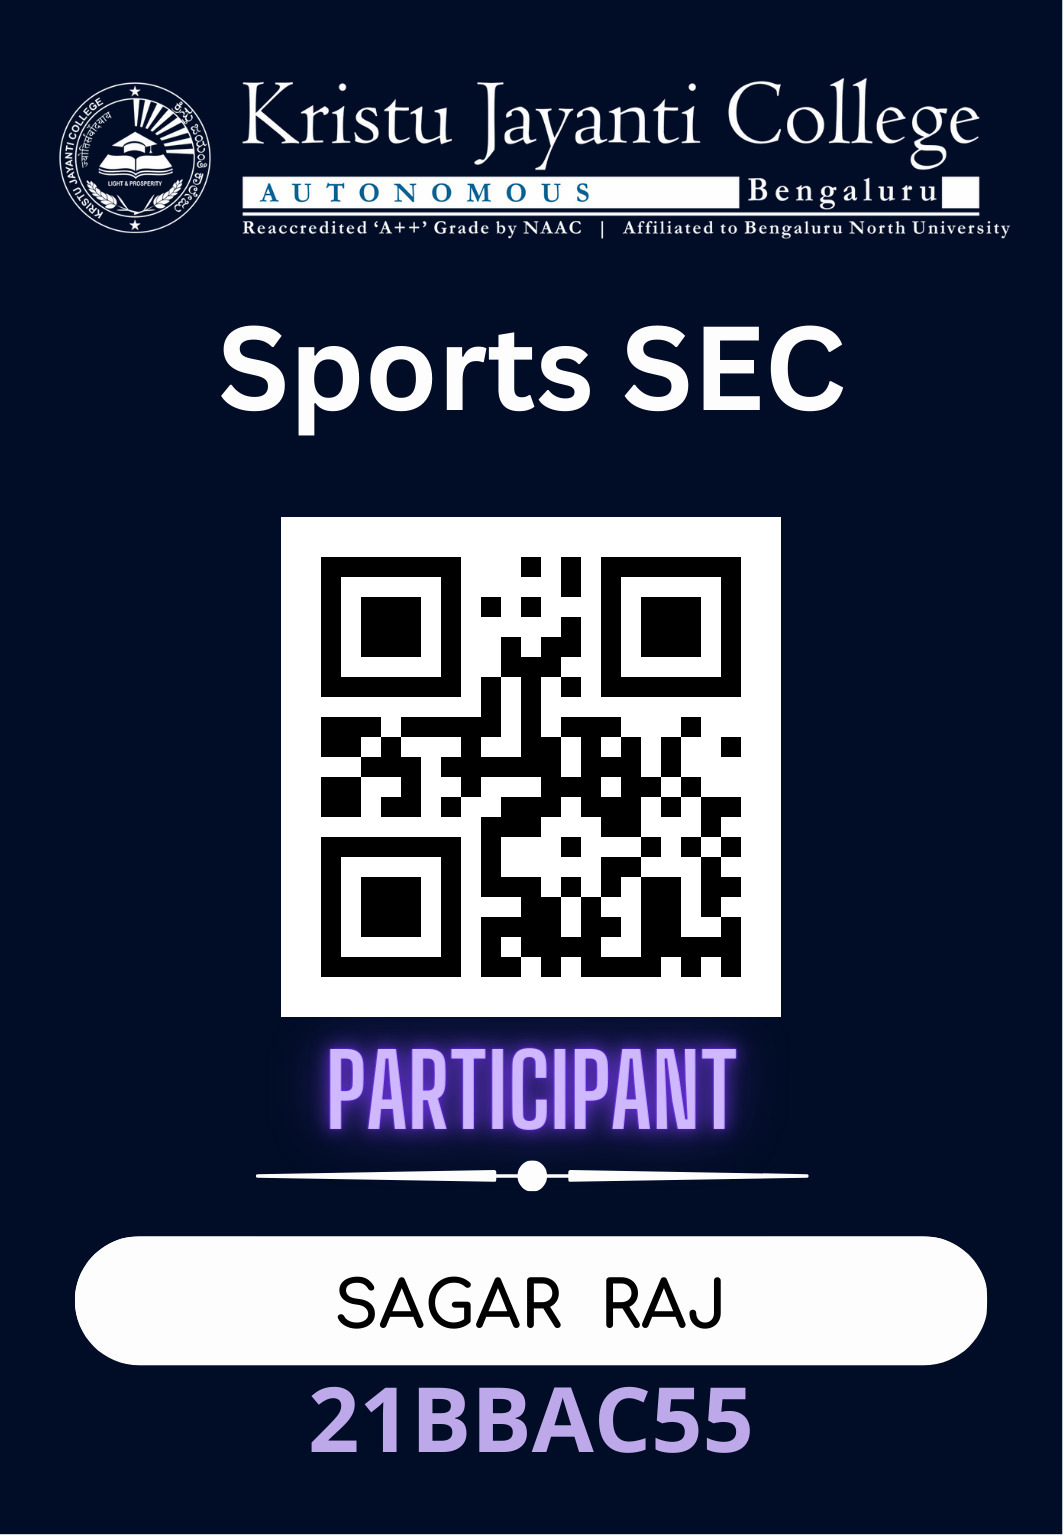 KRISTU JAYANTI COLLEGE
LIGHT & PROSPERITY
Kristu Jayanti College
AUTONOMOUS Bengaluru
Reaccredited ‘A++’ Grade by NAAC | Affiliated to Bengaluru North University
Sports SEC
PARTICIPANT
SAGAR RAJ
21BBAC55